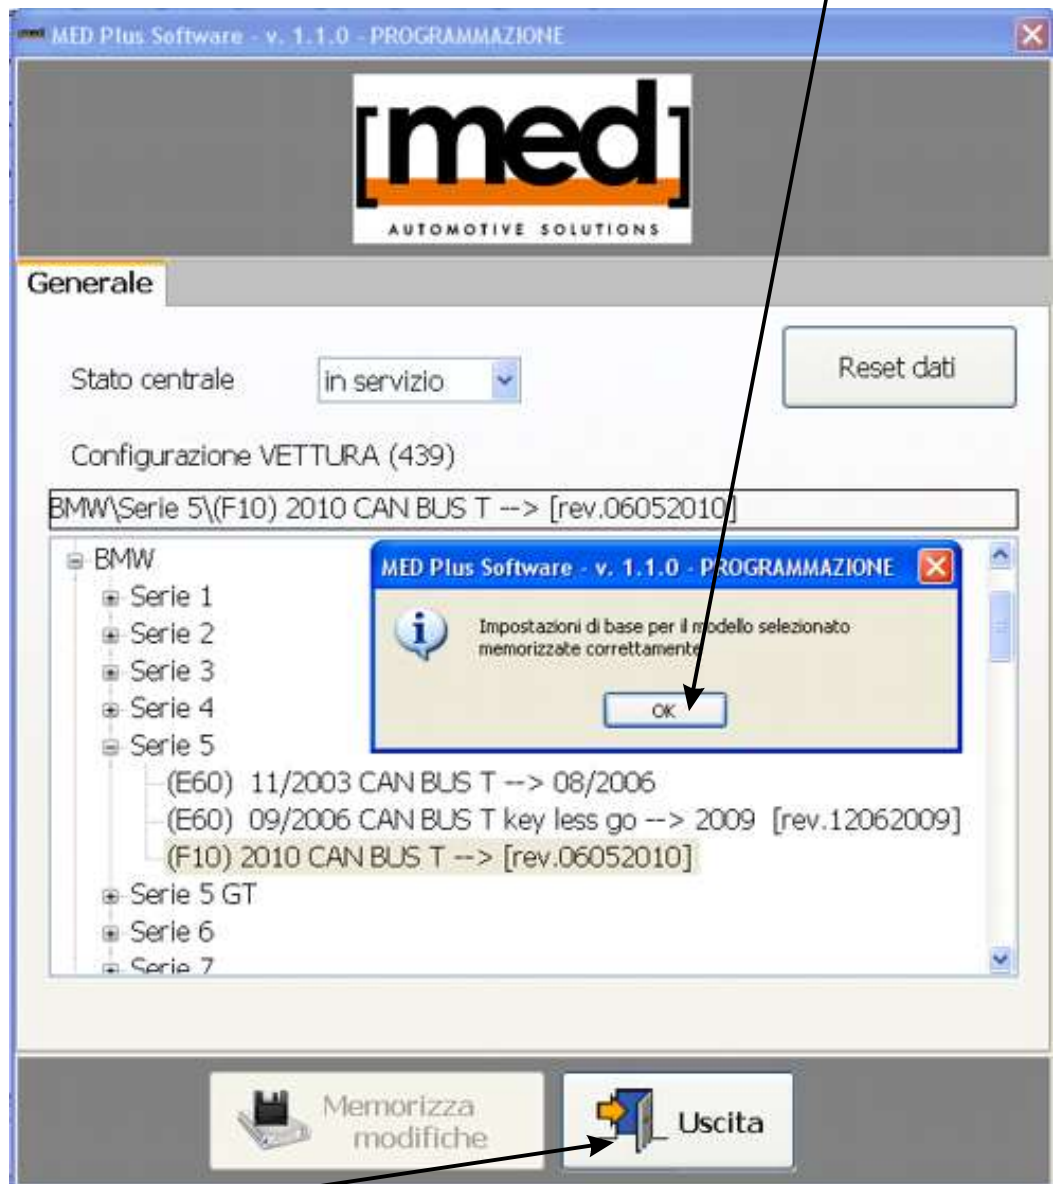 med MED Plus Software - v. 1.1.0 - PROGRAMMAZIONE
[med]
AUTOMOTIVE SOLUTIONS
Generale
Stato centrale in servizio Reset dati
Configurazione VETTURA (439)
BMW\Serie 5\(F10) 2010 CAN BUS T --> [rev.06052010]
BMW
Serie 1
Serie 2
Serie 3
Serie 4
Serie 5
(E60) 11/2003 CAN BUS T --> 08/2006
(E60) 09/2006 CAN BUS T key less go --> 2009 [rev.12062009]
(F10) 2010 CAN BUS T --> [rev.06052010]
Serie 5 GT
Serie 6
Serie 7
MED Plus Software - v. 1.1.0 - PROGRAMMAZIONE
Impostazioni di base per il modello selezionato
memorizzate correttamente
OK
Memorizza
modifiche
Uscita